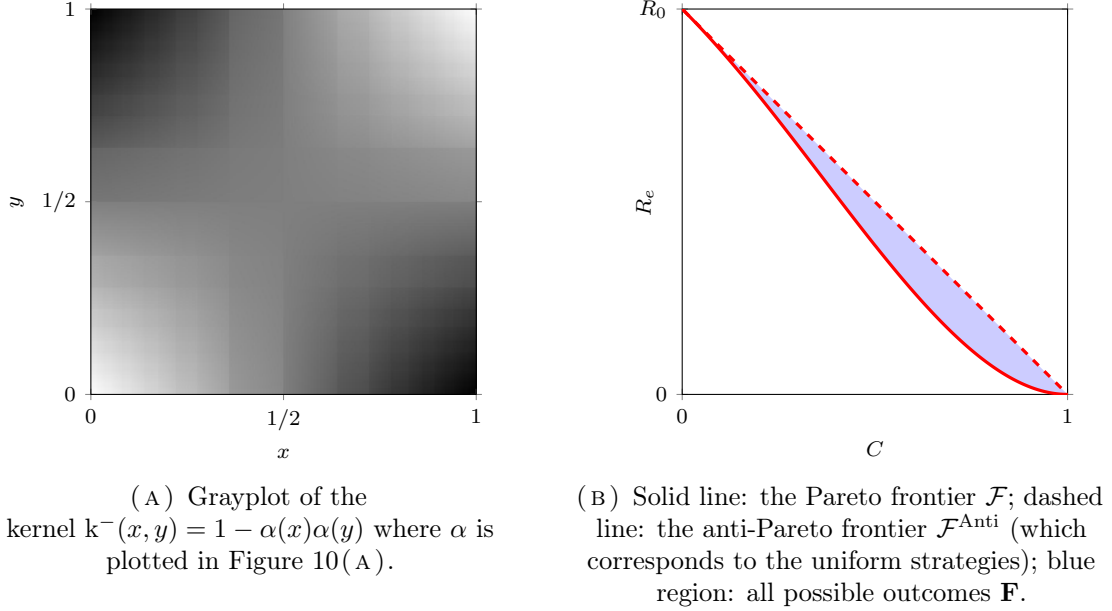 1
1/2
0
y
0
1/2
1
x
R₀
R_e
0
0
1
C
(A) Grayplot of the
kernel k⁻(x, y) = 1 − α(x)α(y) where α is
plotted in Figure 10(A).
(B) Solid line: the Pareto frontier ℱ; dashed
line: the anti-Pareto frontier ℱ^Anti (which
corresponds to the uniform strategies); blue
region: all possible outcomes 𝐅.